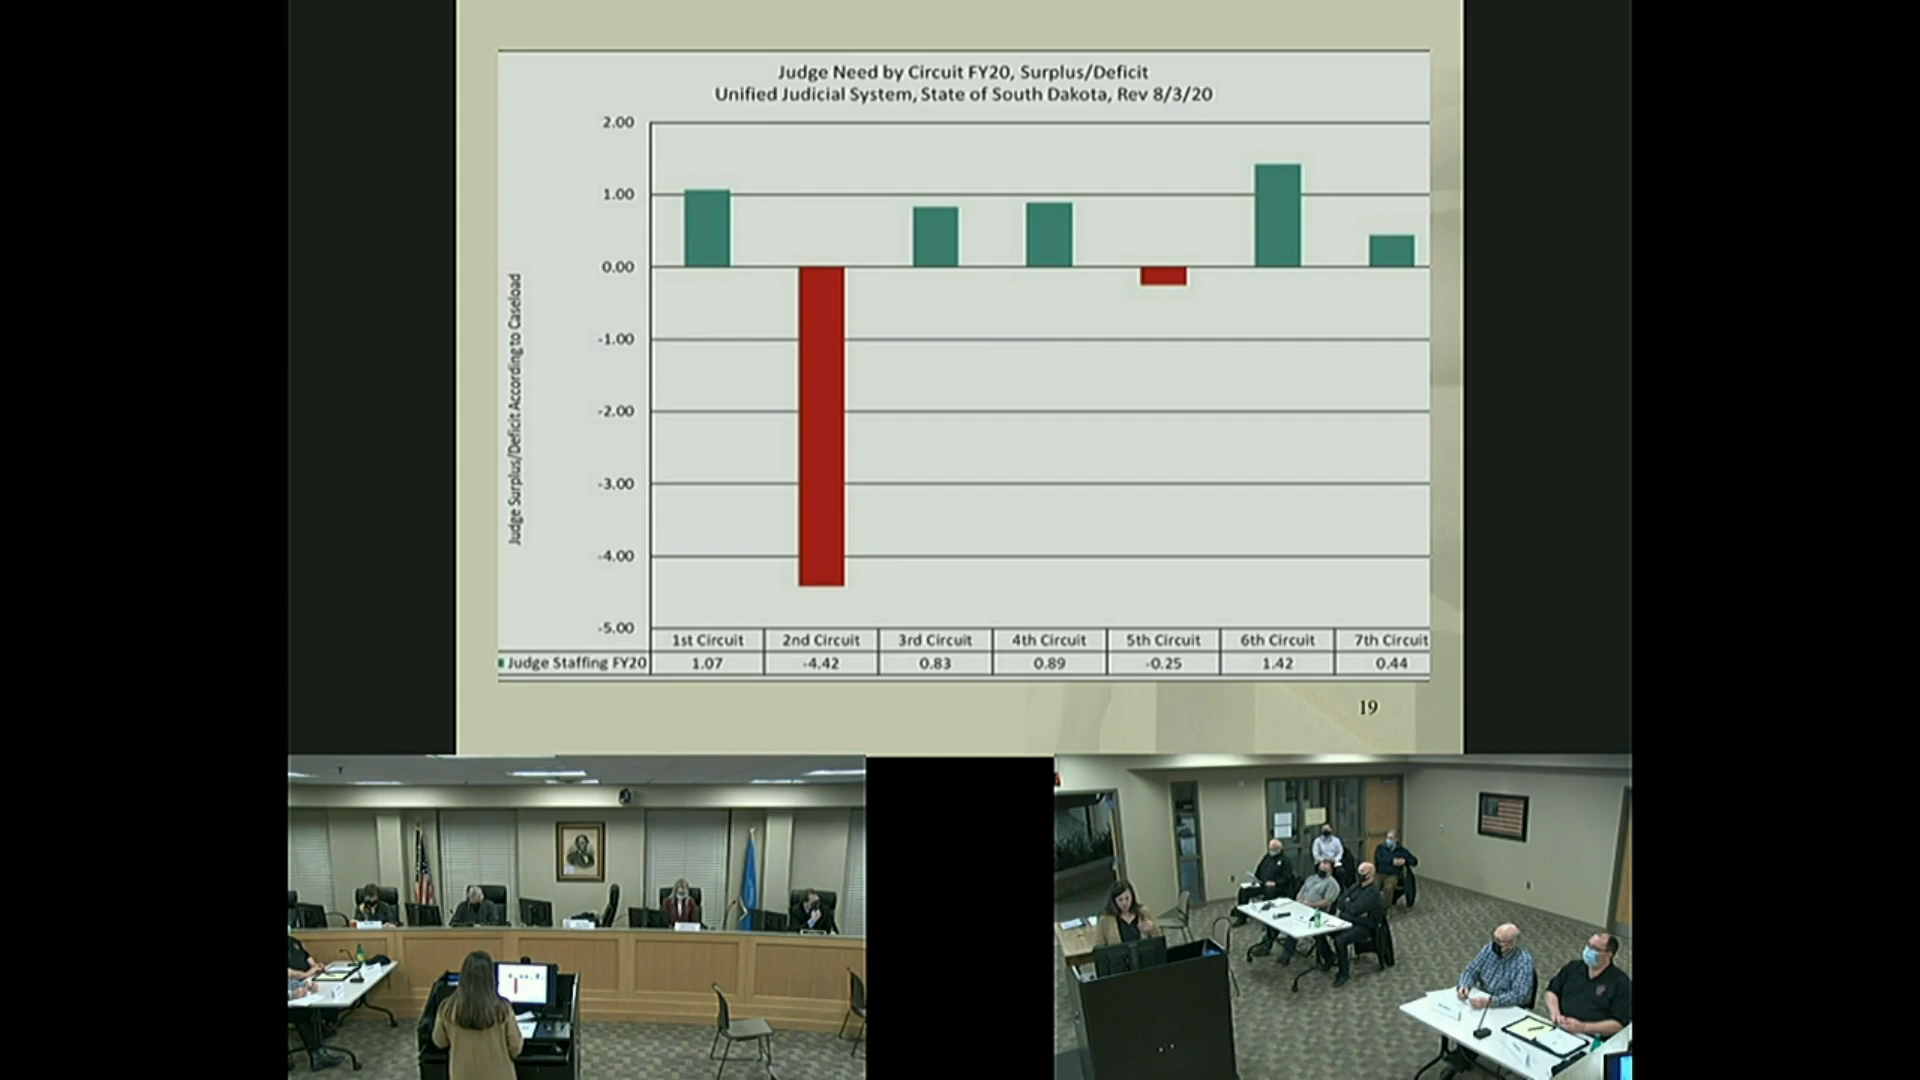 Judge Need by Circuit FY20, Surplus/Deficit
Unified Judicial System, State of South Dakota, Rev 8/3/20
Judge Surplus/Deficit According to Caseload
2.00
1.00
0.00
-1.00
-2.00
-3.00
-4.00
-5.00
1st Circuit 2nd Circuit 3rd Circuit 4th Circuit 5th Circuit 6th Circuit 7th Circuit
Judge Staffing FY20 1.07 -4.42 0.83 0.89 -0.25 1.42 0.44
19